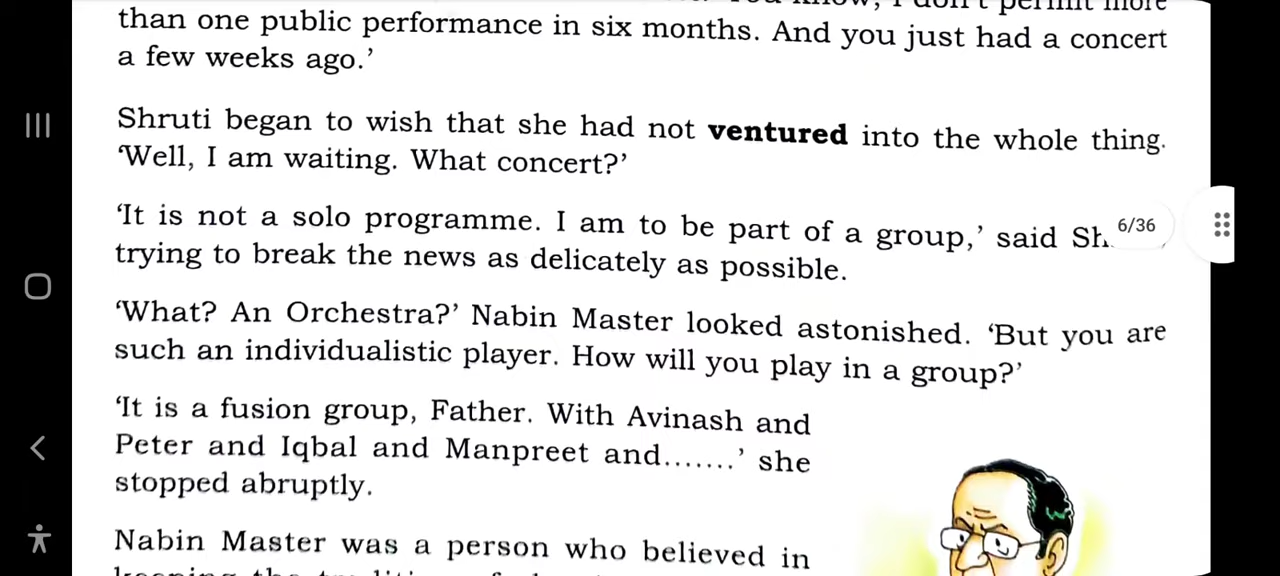 than one public performance in six months. And you just had a concert
a few weeks ago.’
Shruti began to wish that she had not ventured into the whole thing.
‘Well, I am waiting. What concert?’
‘It is not a solo programme. I am to be part of a group,’ said
6/36
trying to break the news as delicately as possible.
‘What? An Orchestra?’ Nabin Master looked astonished. ‘But you are
such an individualistic player. How will you play in a group?’
‘It is a fusion group, Father. With Avinash and
Peter and Iqbal and Manpreet and.......’ she
stopped abruptly.
Nabin Master was a person who believed in